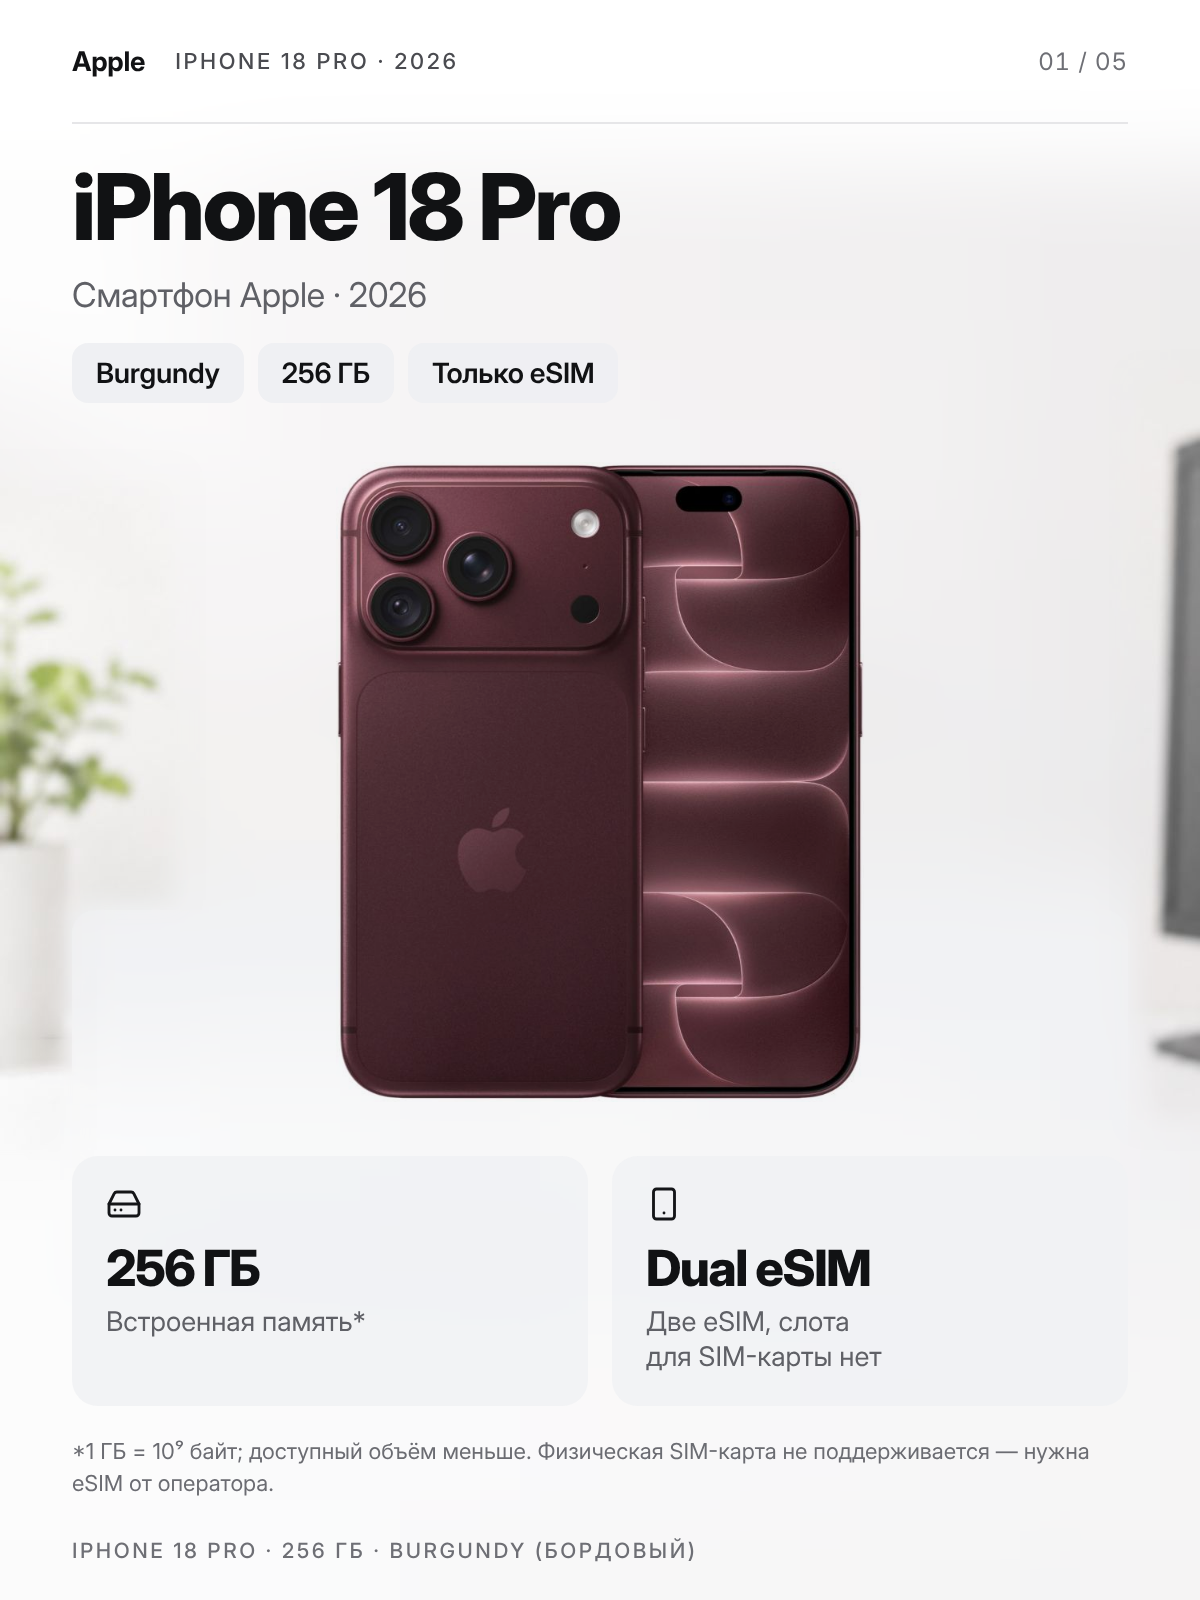 Apple IPHONE 18 PRO · 2026 01 / 05
iPhone 18 Pro
Смартфон Apple · 2026
Burgundy 256 ГБ Только eSIM
256 ГБ
Встроенная память*
Dual eSIM
Две eSIM, слота
для SIM-карты нет
*1 ГБ = 10⁹ байт; доступный объём меньше. Физическая SIM-карта не поддерживается — нужна
eSIM от оператора.
IPHONE 18 PRO · 256 ГБ · BURGUNDY (БОРДОВЫЙ)